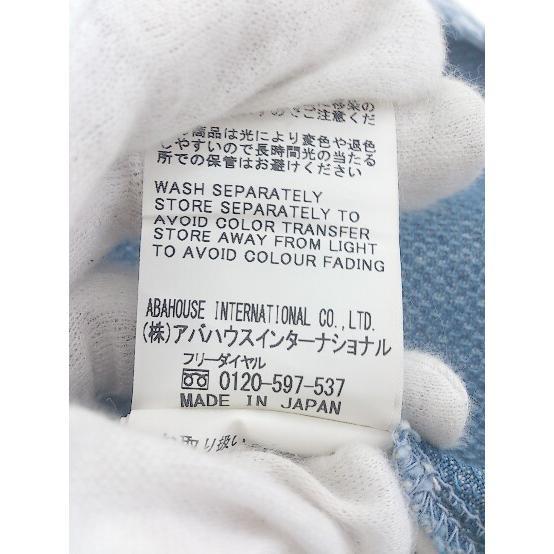 ご注意くだ
商品は光により変色や退色
しやすいので長時間光の当たる
所での保管はお避けください
WASH SEPARATELY
STORE SEPARATELY TO
AVOID COLOR TRANSFER
STORE AWAY FROM LIGHT
TO AVOID COLOUR FADING
ABAHOUSE INTERNATIONAL CO.,LTD.
(株)アバハウスインターナショナル
フリーダイヤル
0120-597-537
MADE IN JAPAN
取り扱い